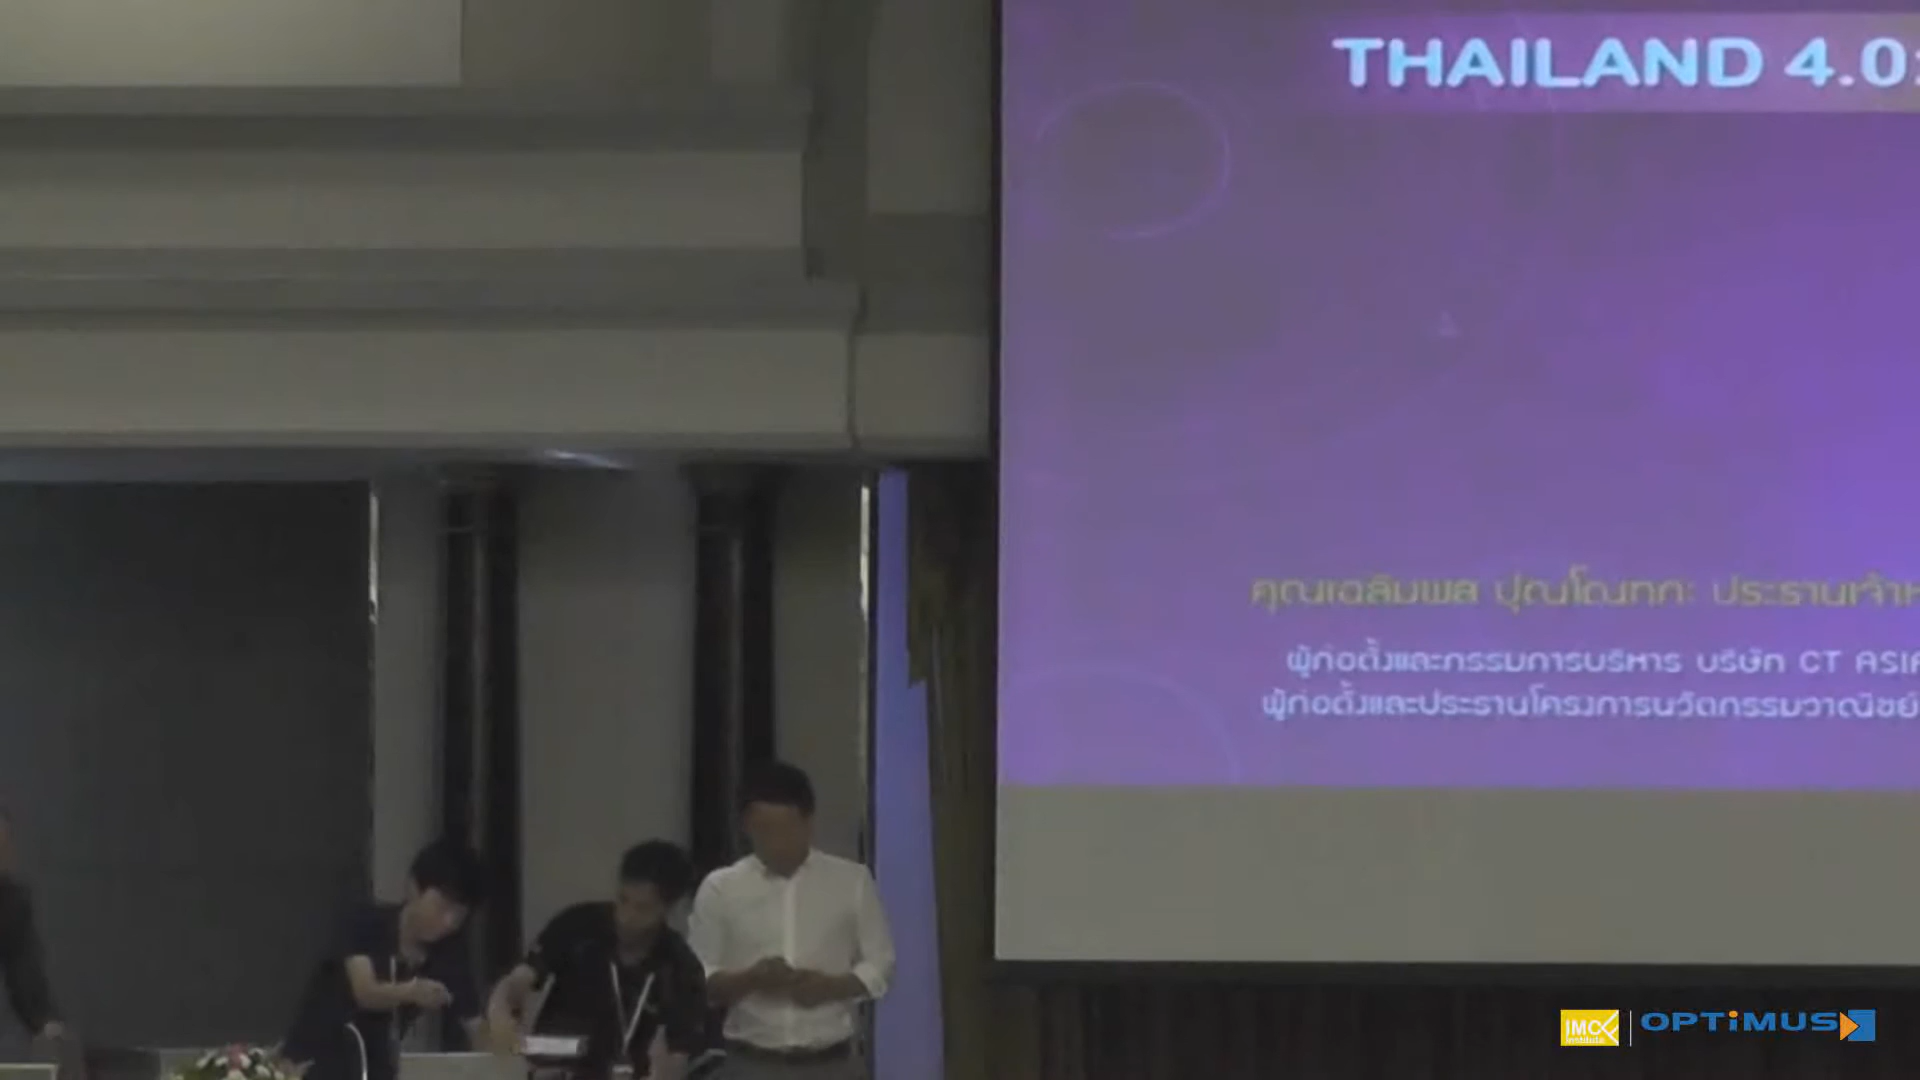 THAILAND 4.0:
คุณเฉลิมพล ปุณโณทก: ประธานเจ้าห
ผู้ก่อตั้งและกรรมการบริหาร บริษัท CT ASIA
ผู้ก่อตั้งและประธานโครงการนวัตกรรมวาณิชย์
IMC Institute
OPTiMUS